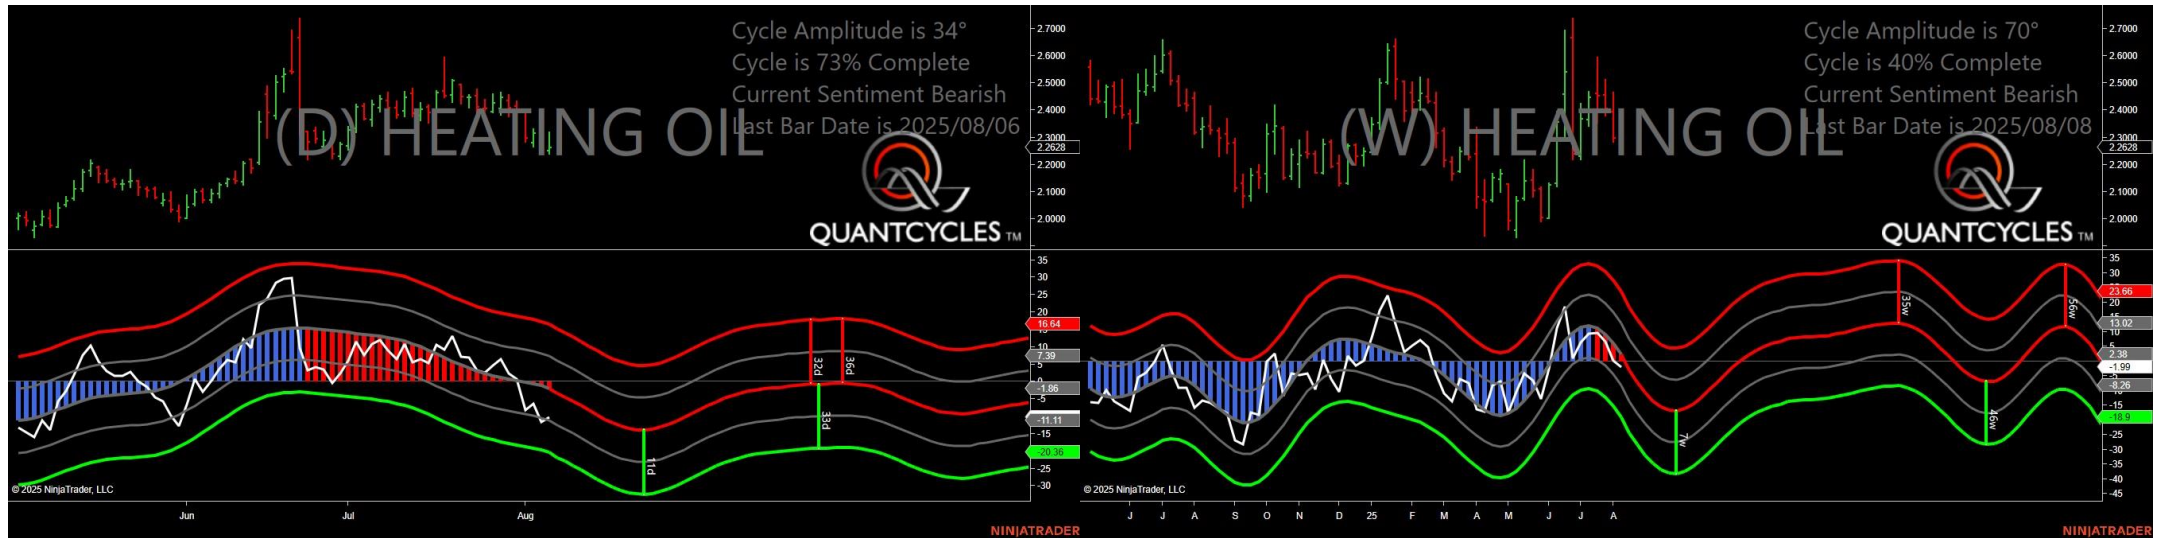 Cycle Amplitude is 34°
Cycle is 73% Complete
Current Sentiment Bearish
Last Bar Date is 2025/08/06
(D) HEATING OIL
QUANTCYCLES TM
2.7000
2.6000
2.5000
2.4000
2.3000
2.2628
2.2000
2.1000
2.0000
35
30
25
20
16.64
10
7.39
5
0
-1.86
-5
-11.11
-15
-20.36
-25
-30
11d
32d
33d
36d
© 2025 NinjaTrader, LLC
Jun
Jul
Aug
NINJATRADER
Cycle Amplitude is 70°
Cycle is 40% Complete
Current Sentiment Bearish
Last Bar Date is 2025/08/08
(W) HEATING OIL
QUANTCYCLES TM
2.7000
2.6000
2.5000
2.4000
2.3000
2.2628
2.2000
2.1000
2.0000
35
30
23.66
20
15
13.02
10
5
2.38
-1.99
-5
-8.26
-15
-18.9
-25
-30
-35
-40
-45
7w
35w
46w
56w
© 2025 NinjaTrader, LLC
J J A S O N D 25 F M A M J J A
NINJATRADER